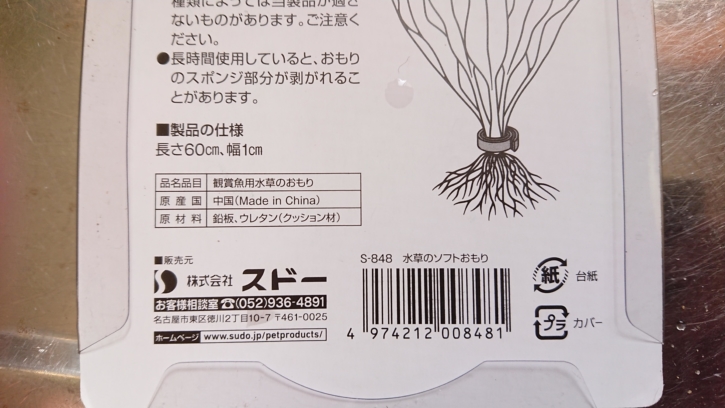 種類によっては当製品が適さ
ないものがあります。ご注意く
ださい。
●長時間使用していると、おもり
のスポンジ部分が剥がれるこ
とがあります。
■製品の仕様
長さ60cm、幅1cm
品名品目 観賞魚用水草のおもり
原産国 中国(Made in China)
原材料 鉛板、ウレタン(クッション材)
■販売元
株式会社 スドー
お客様相談室 ☎(052)936-4891
名古屋市東区徳川2丁目10-7 〒461-0025
ホームページ www.sudo.jp/petproducts/
S-848 水草のソフトおもり
4 974212 008481
紙 台紙
プラ カバー